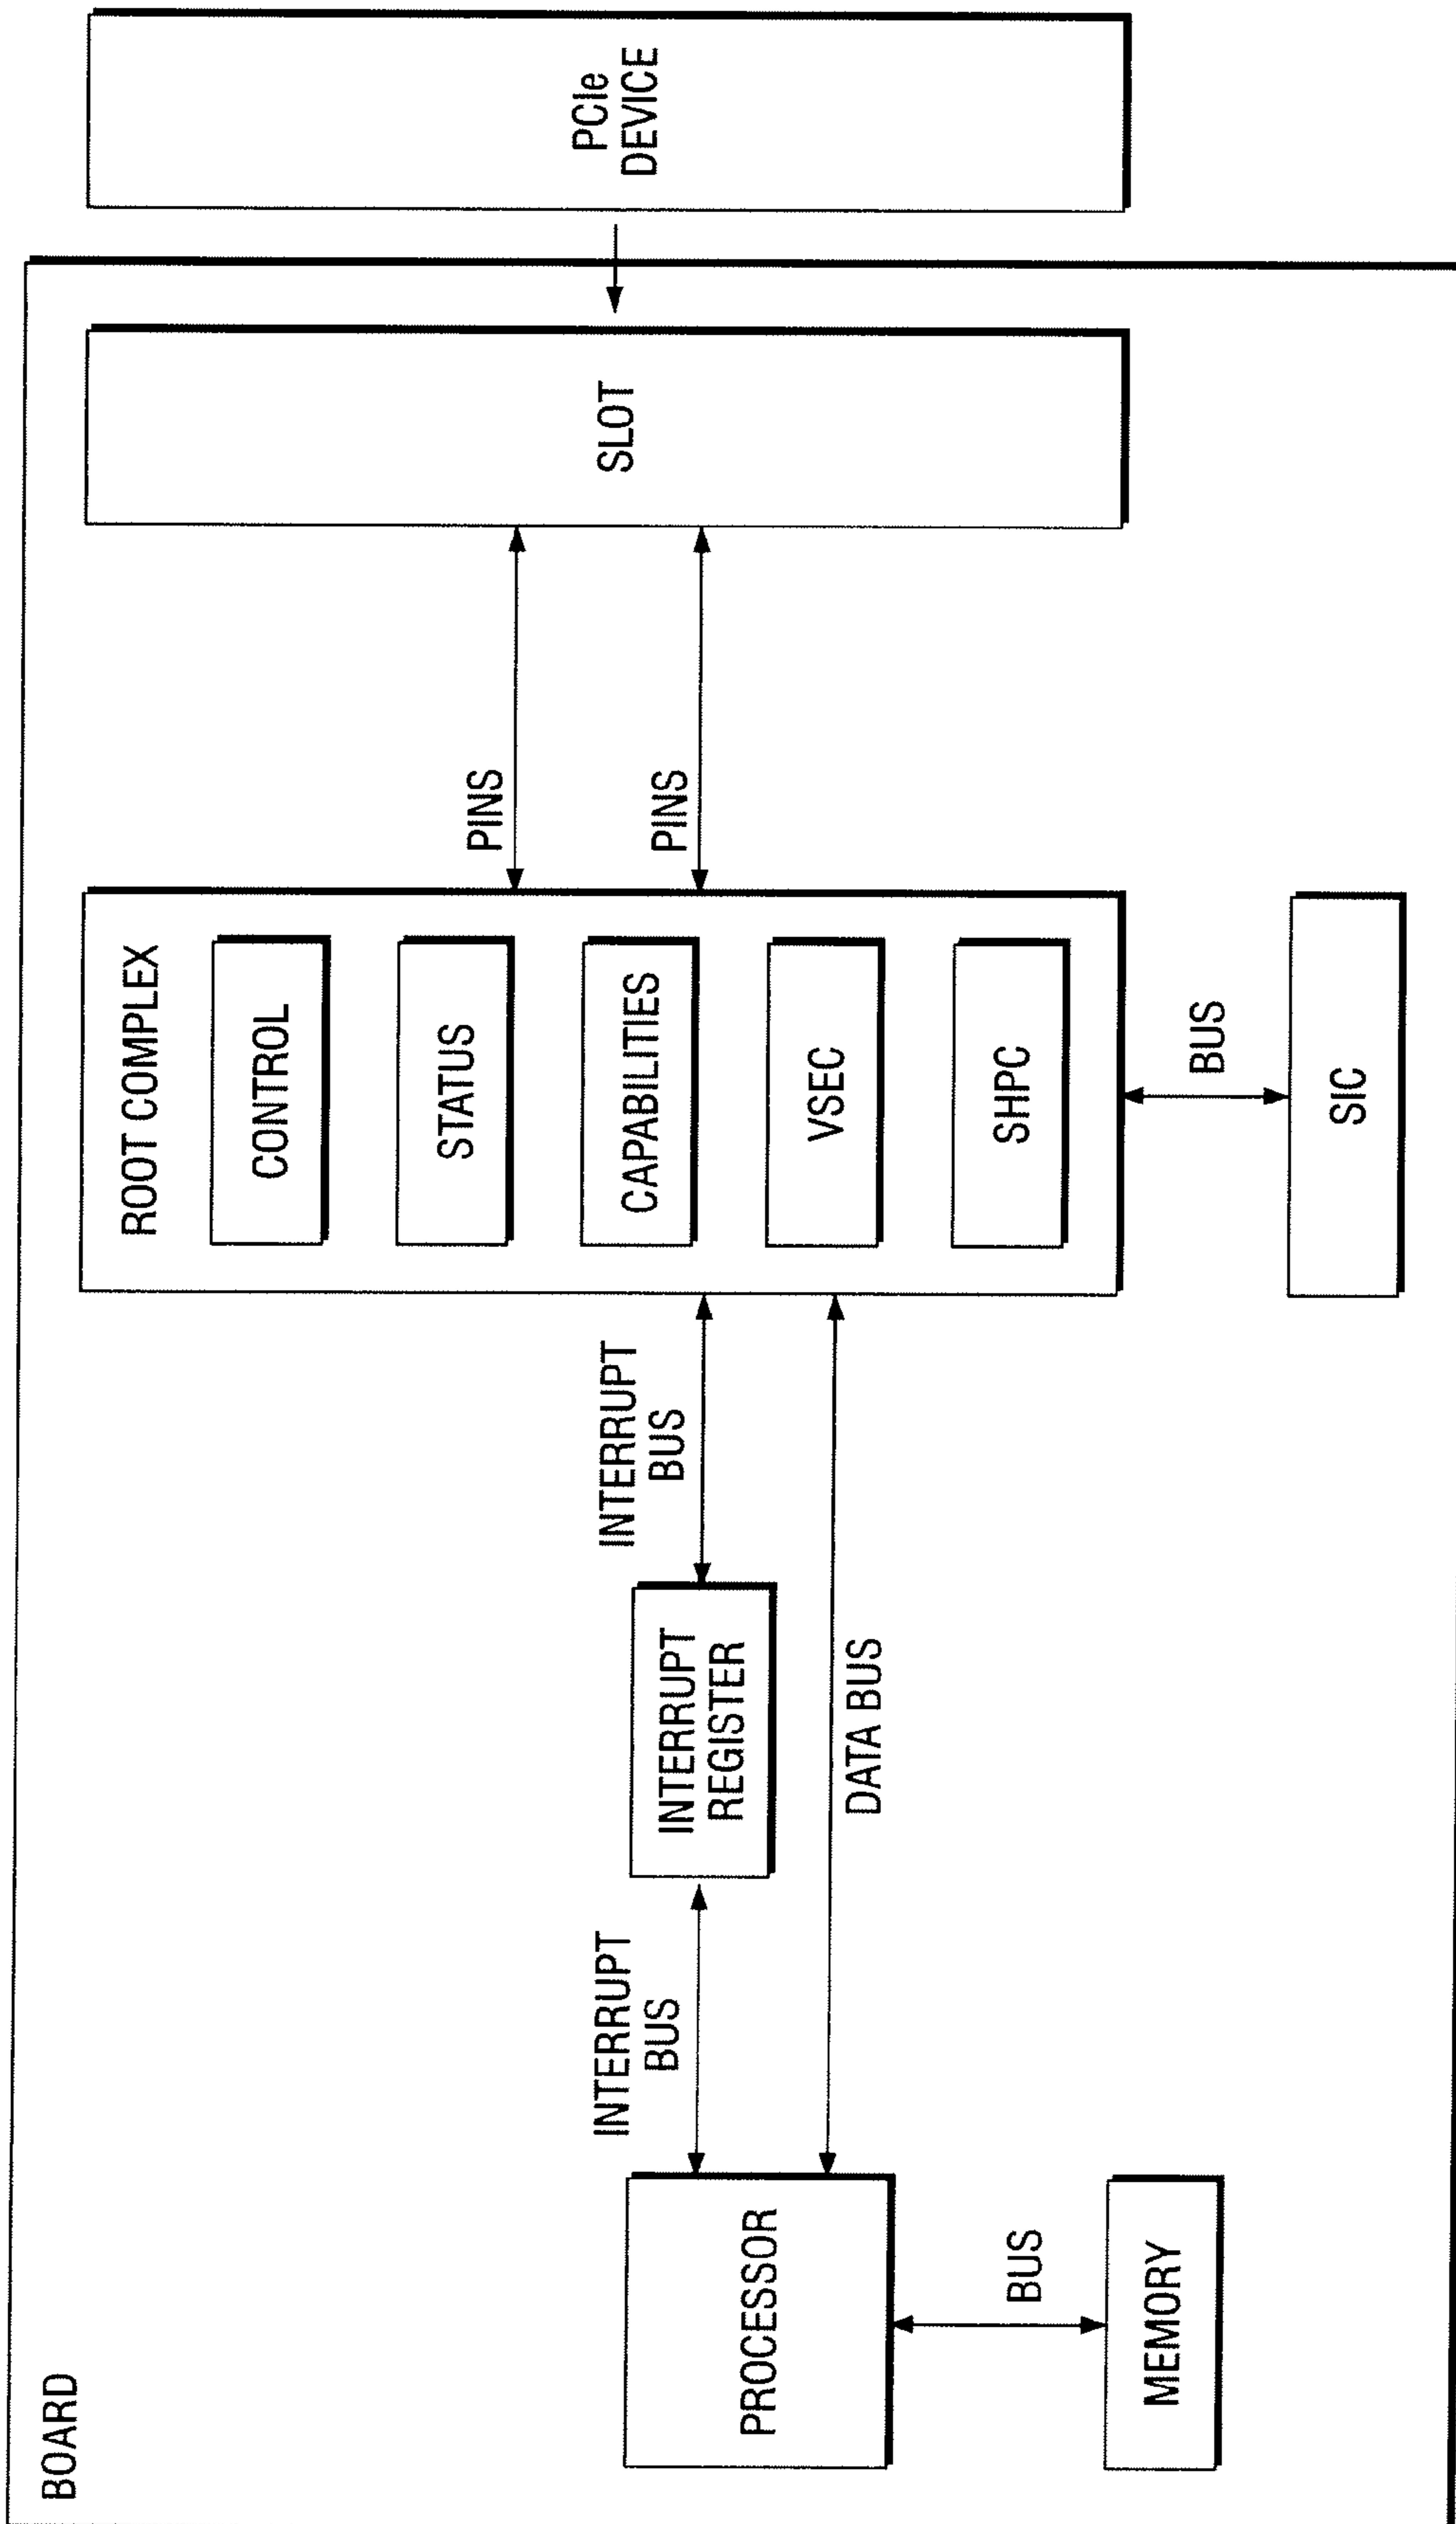 BOARD
PROCESSOR
BUS
MEMORY
INTERRUPT
BUS
INTERRUPT
REGISTER
INTERRUPT
BUS
DATA BUS
ROOT COMPLEX
CONTROL
STATUS
CAPABILITIES
VSEC
SHPC
BUS
SIC
PINS
PINS
SLOT
PCIe
DEVICE